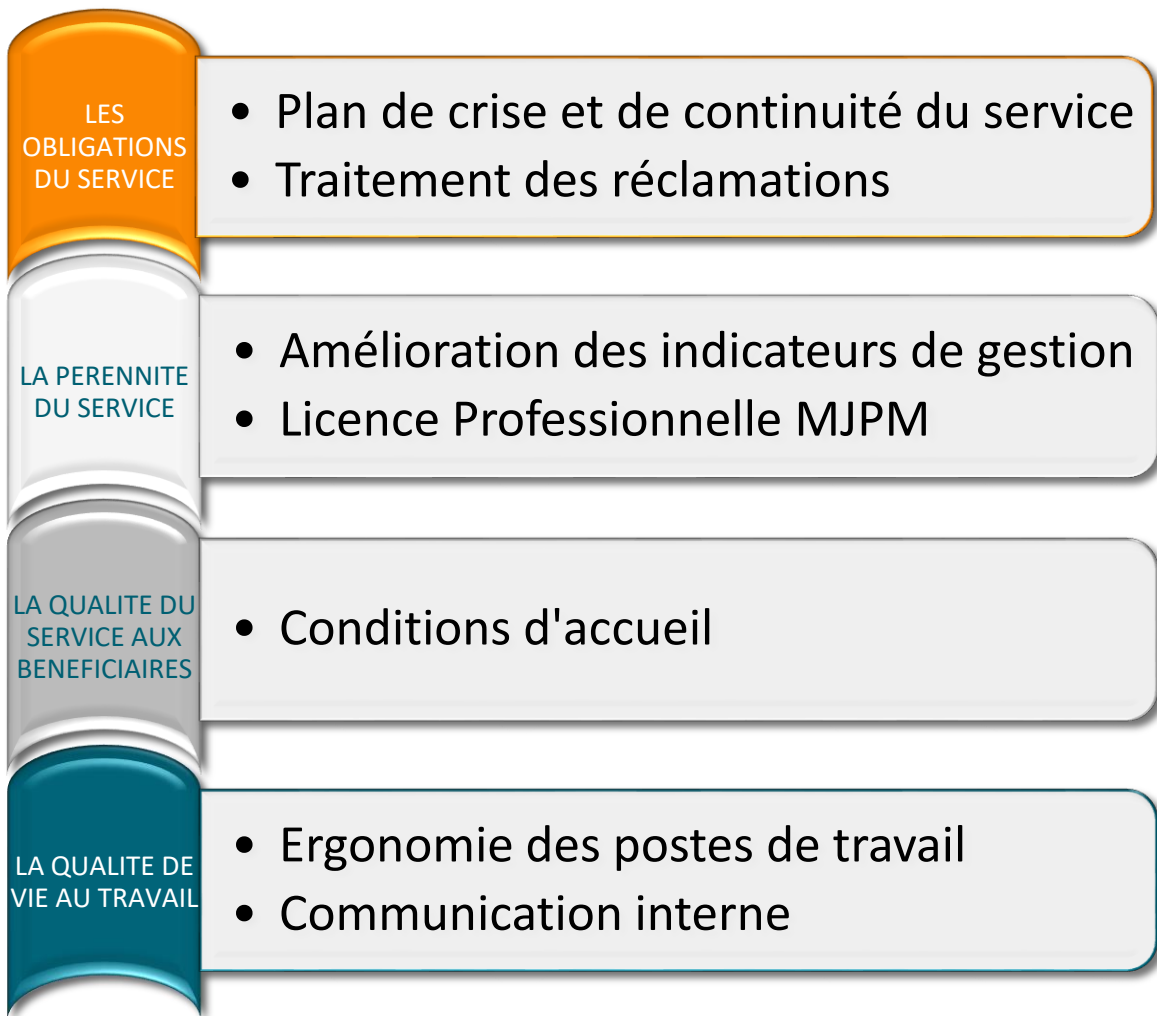 LES
OBLIGATIONS
DU SERVICE
• Plan de crise et de continuité du service
• Traitement des réclamations
LA PERENNITE
DU SERVICE
• Amélioration des indicateurs de gestion
• Licence Professionnelle MJPM
LA QUALITE DU
SERVICE AUX
BENEFICIAIRES
• Conditions d'accueil
LA QUALITE DE
VIE AU TRAVAIL
• Ergonomie des postes de travail
• Communication interne